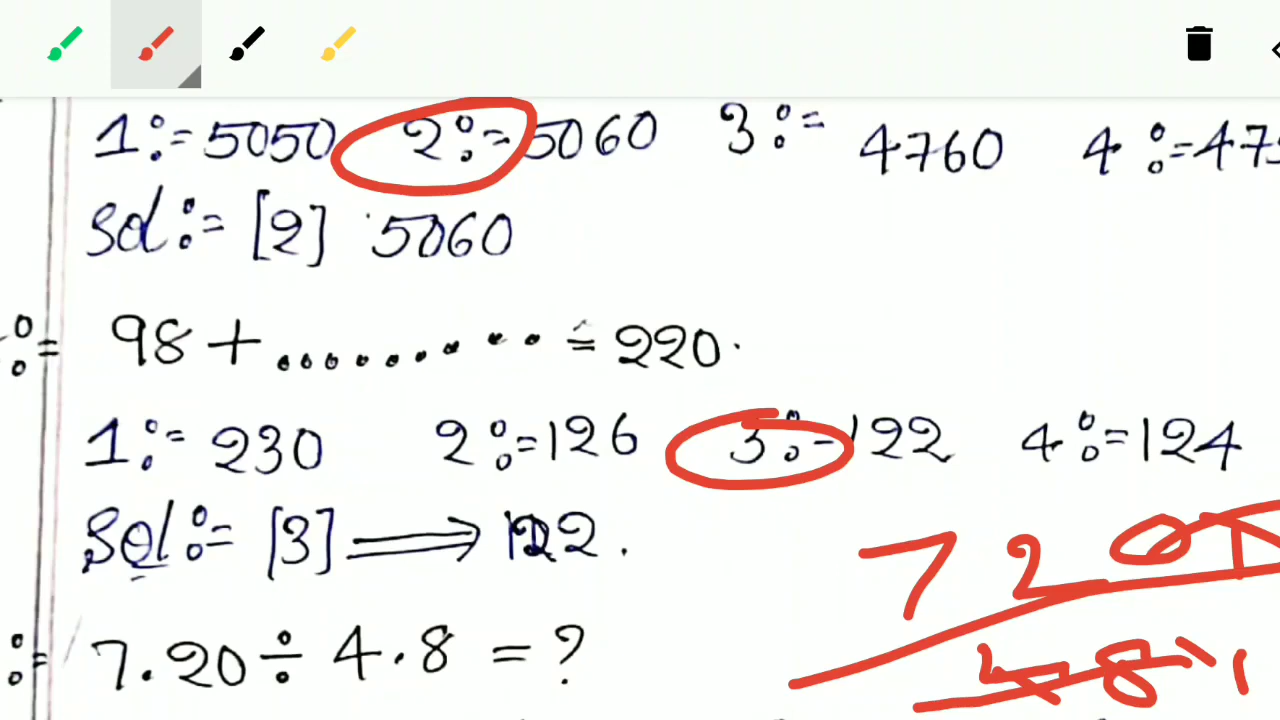 1:= 5050 2:= 5060 3:= 4760 4:= 475
Sol:= [2] 5060
:= 98 + ......... = 220.
1:= 230 2:= 126 3:= 122 4:= 124
Sol:= [3] ⟹ 122.
720
48
:= 7.20 ÷ 4.8 = ?